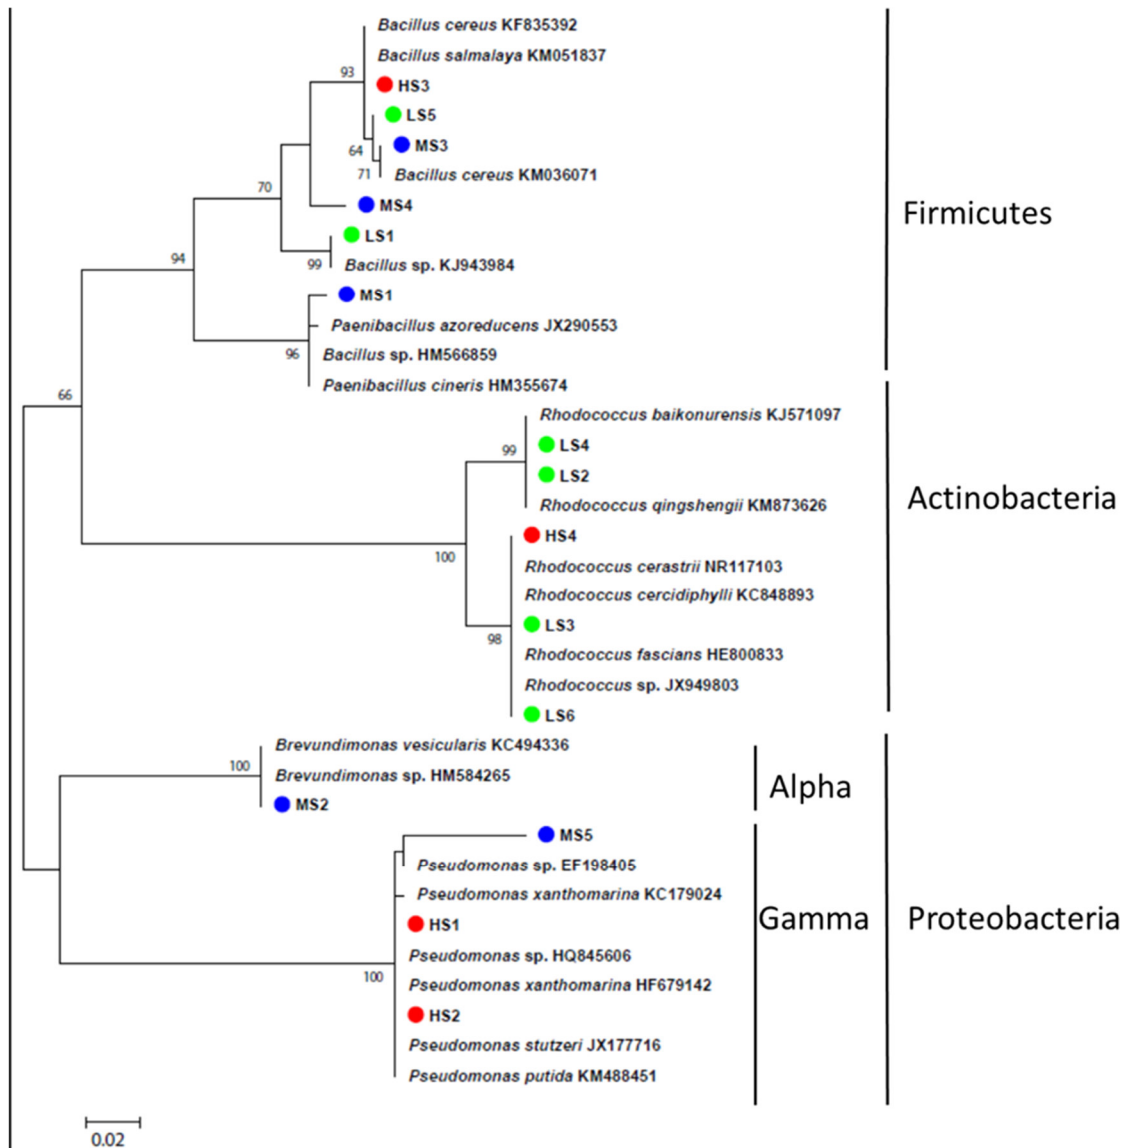 Bacillus cereus KF835392
Bacillus salmalaya KM051837
93
HS3
LS5
64
MS3
71
Bacillus cereus KM036071
70
MS4
Firmicutes
LS1
94
99
Bacillus sp. KJ943984
MS1
Paenibacillus azoreducens JX290553
96
Bacillus sp. HM566859
Paenibacillus cineris HM355674
66
Rhodococcus baikonurensis KJ571097
99
LS4
LS2
Actinobacteria
Rhodococcus qingshengii KM873626
HS4
100
Rhodococcus cerastrii NR117103
Rhodococcus cercidiphylli KC848893
LS3
98
Rhodococcus fascians HE800833
Rhodococcus sp. JX949803
LS6
Brevundimonas vesicularis KC494336
100
Brevundimonas sp. HM584265
Alpha
MS2
MS5
Pseudomonas sp. EF198405
Pseudomonas xanthomarina KC179024
HS1
Gamma
Proteobacteria
Pseudomonas sp. HQ845606
100
Pseudomonas xanthomarina HF679142
HS2
Pseudomonas stutzeri JX177716
Pseudomonas putida KM488451
0.02